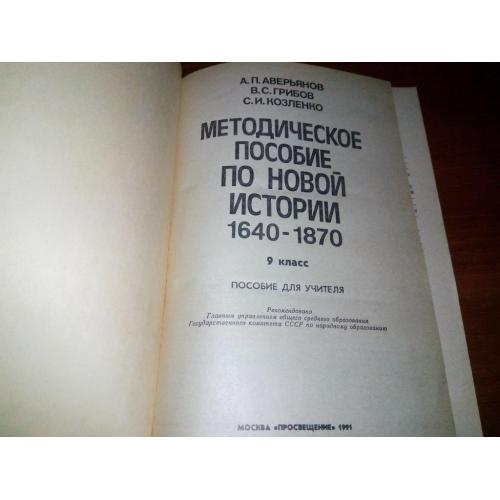 А. П. АВЕРЬЯНОВ
В. С. ГРИБОВ
С. И. КОЗЛЕНКО
МЕТОДИЧЕСКОЕ
ПОСОБИЕ
ПО НОВОЙ
ИСТОРИИ
1640-1870
9 класс
ПОСОБИЕ ДЛЯ УЧИТЕЛЯ
Рекомендовано
Главным управлением общего среднего образования
Государственного комитета СССР по народному образованию
МОСКВА «ПРОСВЕЩЕНИЕ» 1991